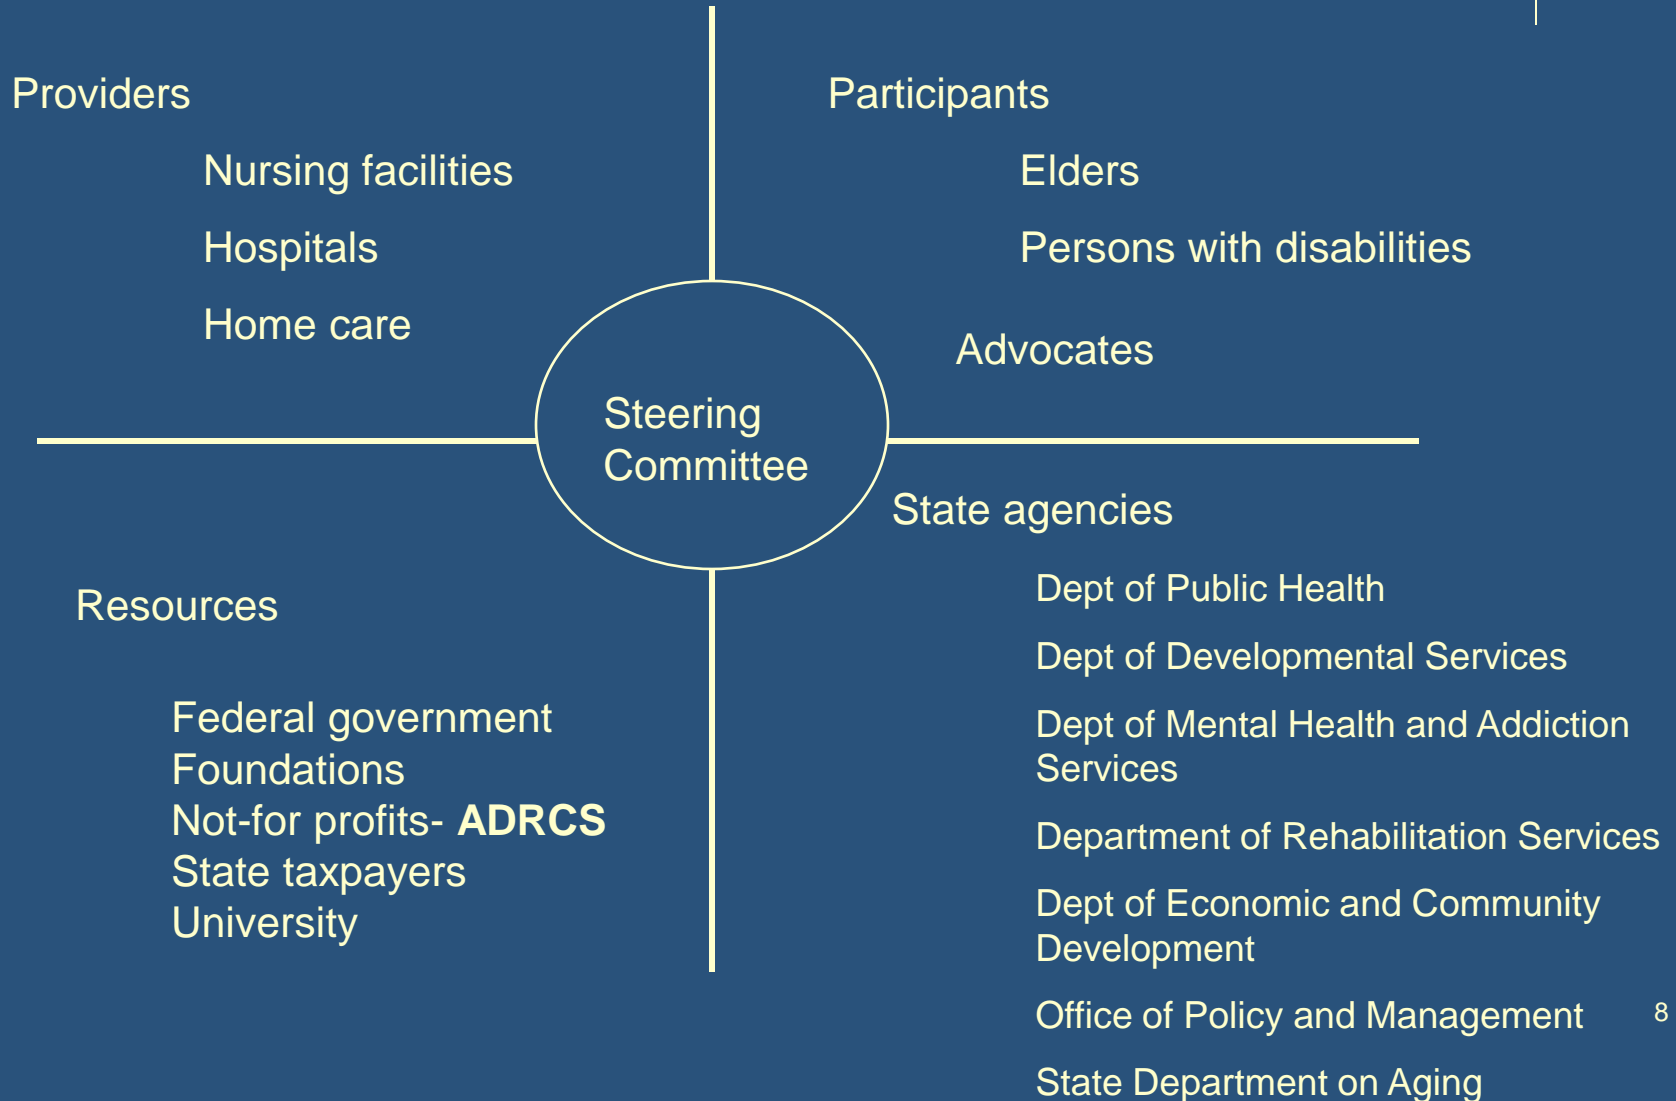 Providers
Nursing facilities
Hospitals
Home care
Participants
Elders
Persons with disabilities
Advocates
Steering
Committee
Resources
Federal government
Foundations
Not-for profits- ADRCS
State taxpayers
University
State agencies
Dept of Public Health
Dept of Developmental Services
Dept of Mental Health and Addiction
Services
Department of Rehabilitation Services
Dept of Economic and Community
Development
Office of Policy and Management
State Department on Aging
8